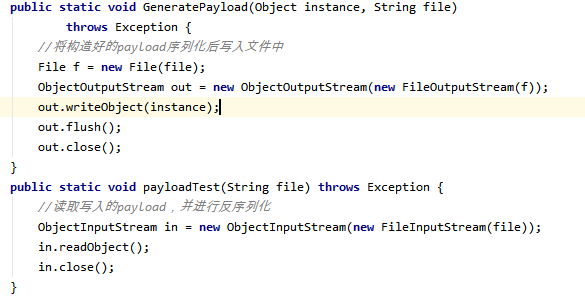 public static void GeneratePayload(Object instance, String file)
        throws Exception {
    //将构造好的payload序列化后写入文件中
    File f = new File(file);
    ObjectOutputStream out = new ObjectOutputStream(new FileOutputStream(f));
    out.writeObject(instance);
    out.flush();
    out.close();
}
public static void payloadTest(String file) throws Exception {
    //读取写入的payload，并进行反序列化
    ObjectInputStream in = new ObjectInputStream(new FileInputStream(file));
    in.readObject();
    in.close();
}